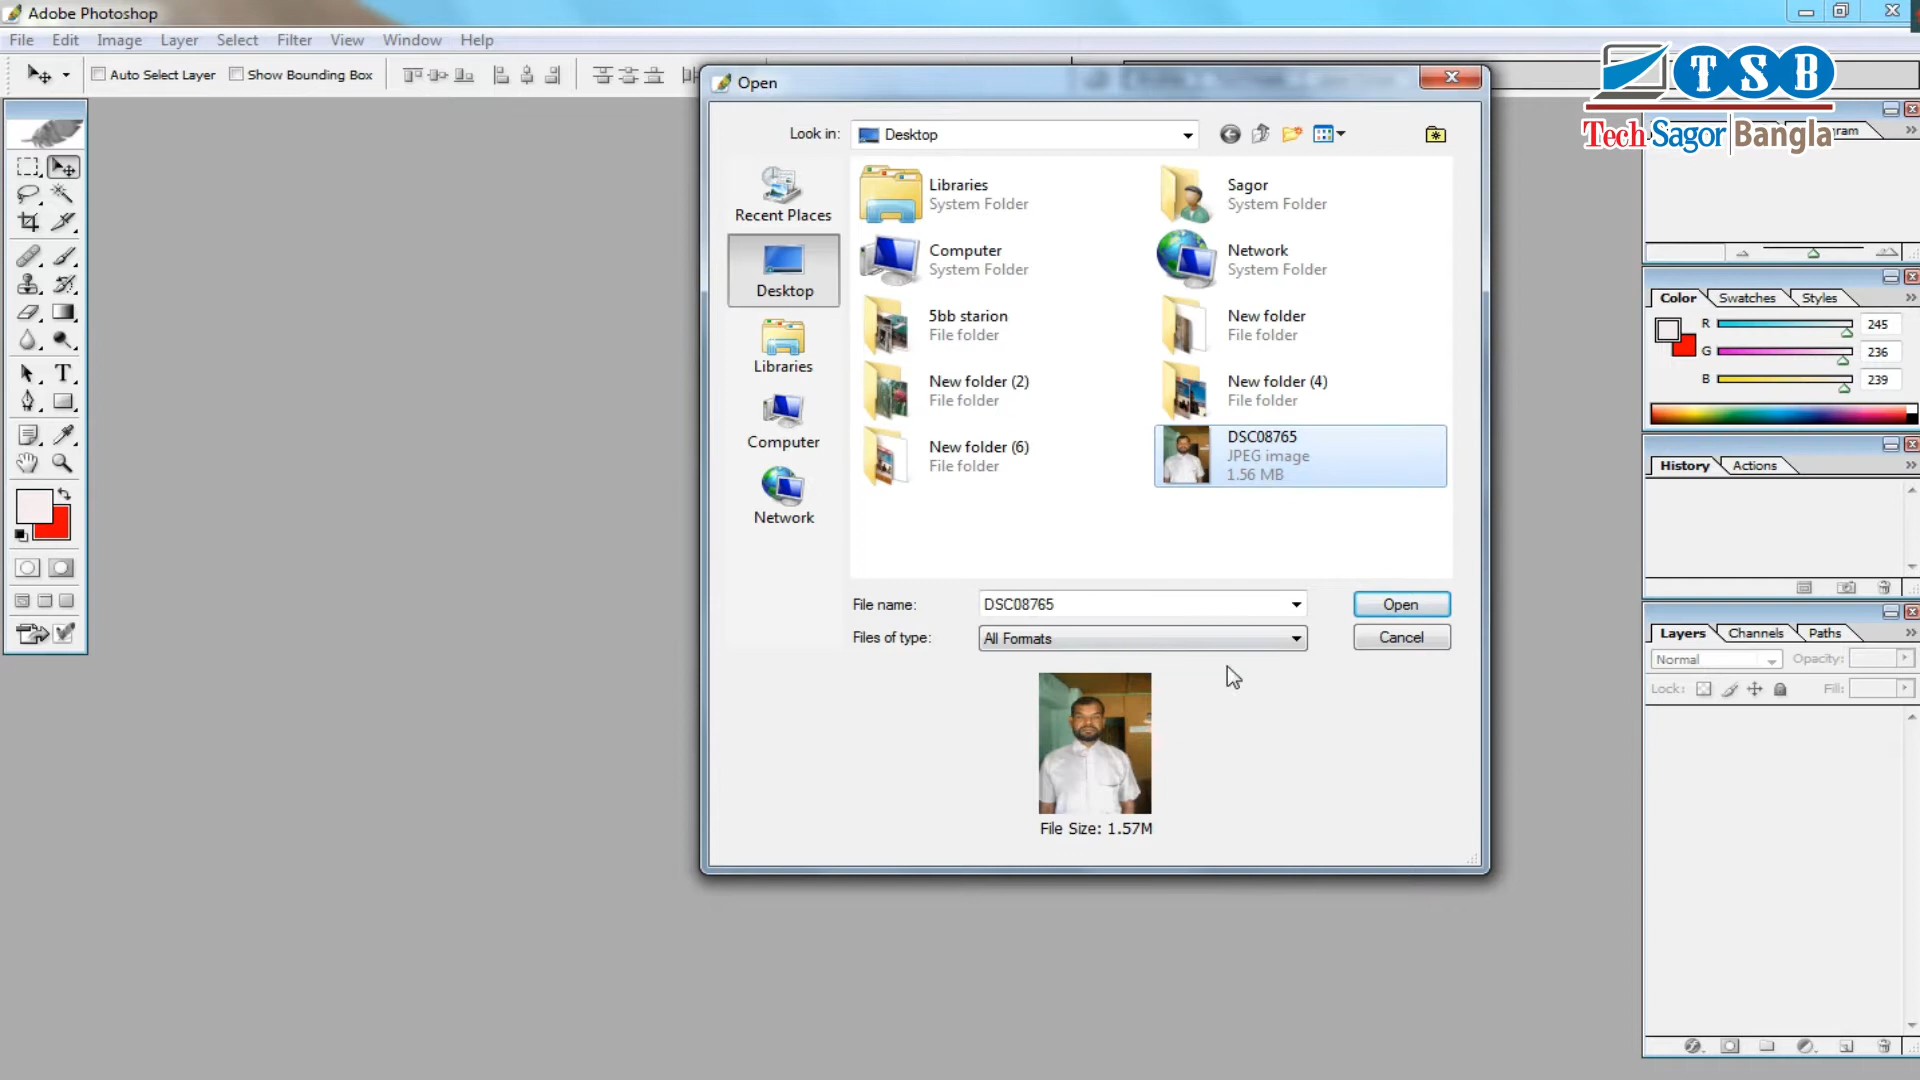 Adobe Photoshop
File Edit Image Layer Select Filter View Window Help
Auto Select Layer Show Bounding Box
TSB
Tech Sagor Bangla
Open
Look in: Desktop
Recent Places
Desktop
Libraries
Computer
Network
Libraries
System Folder
Sagor
System Folder
Computer
System Folder
Network
System Folder
5bb starion
File folder
New folder
File folder
New folder (2)
File folder
New folder (4)
File folder
New folder (6)
File folder
DSC08765
JPEG image
1.56 MB
File name: DSC08765 Open
Files of type: All Formats Cancel
File Size: 1.57M
Color Swatches Styles
R 245
G 236
B 239
History Actions
Layers Channels Paths
Normal Opacity:
Lock: Fill: